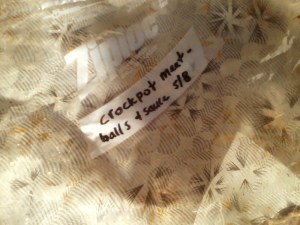 Ziploc
Crockpot meat-
balls + sauce 5/8